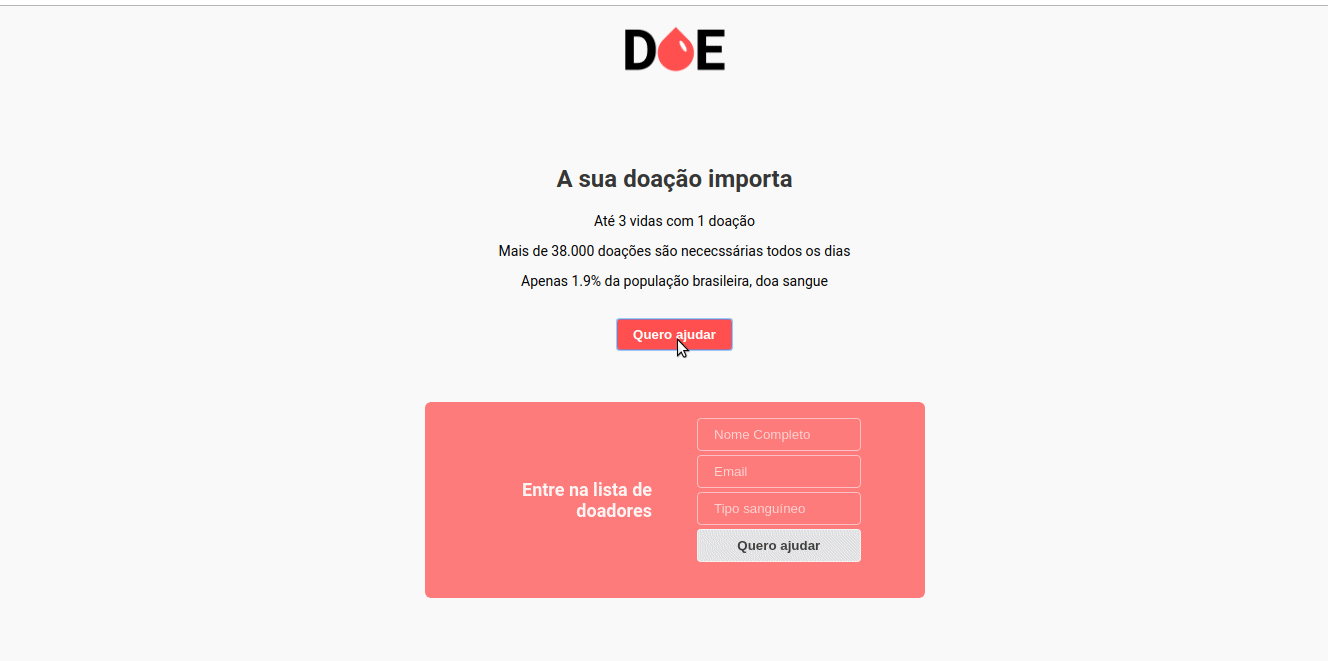 DOE
A sua doação importa
Até 3 vidas com 1 doação
Mais de 38.000 doações são nececssárias todos os dias
Apenas 1.9% da população brasileira, doa sangue
Quero ajudar
Entre na lista de
doadores
Nome Completo
Email
Tipo sanguíneo
Quero ajudar